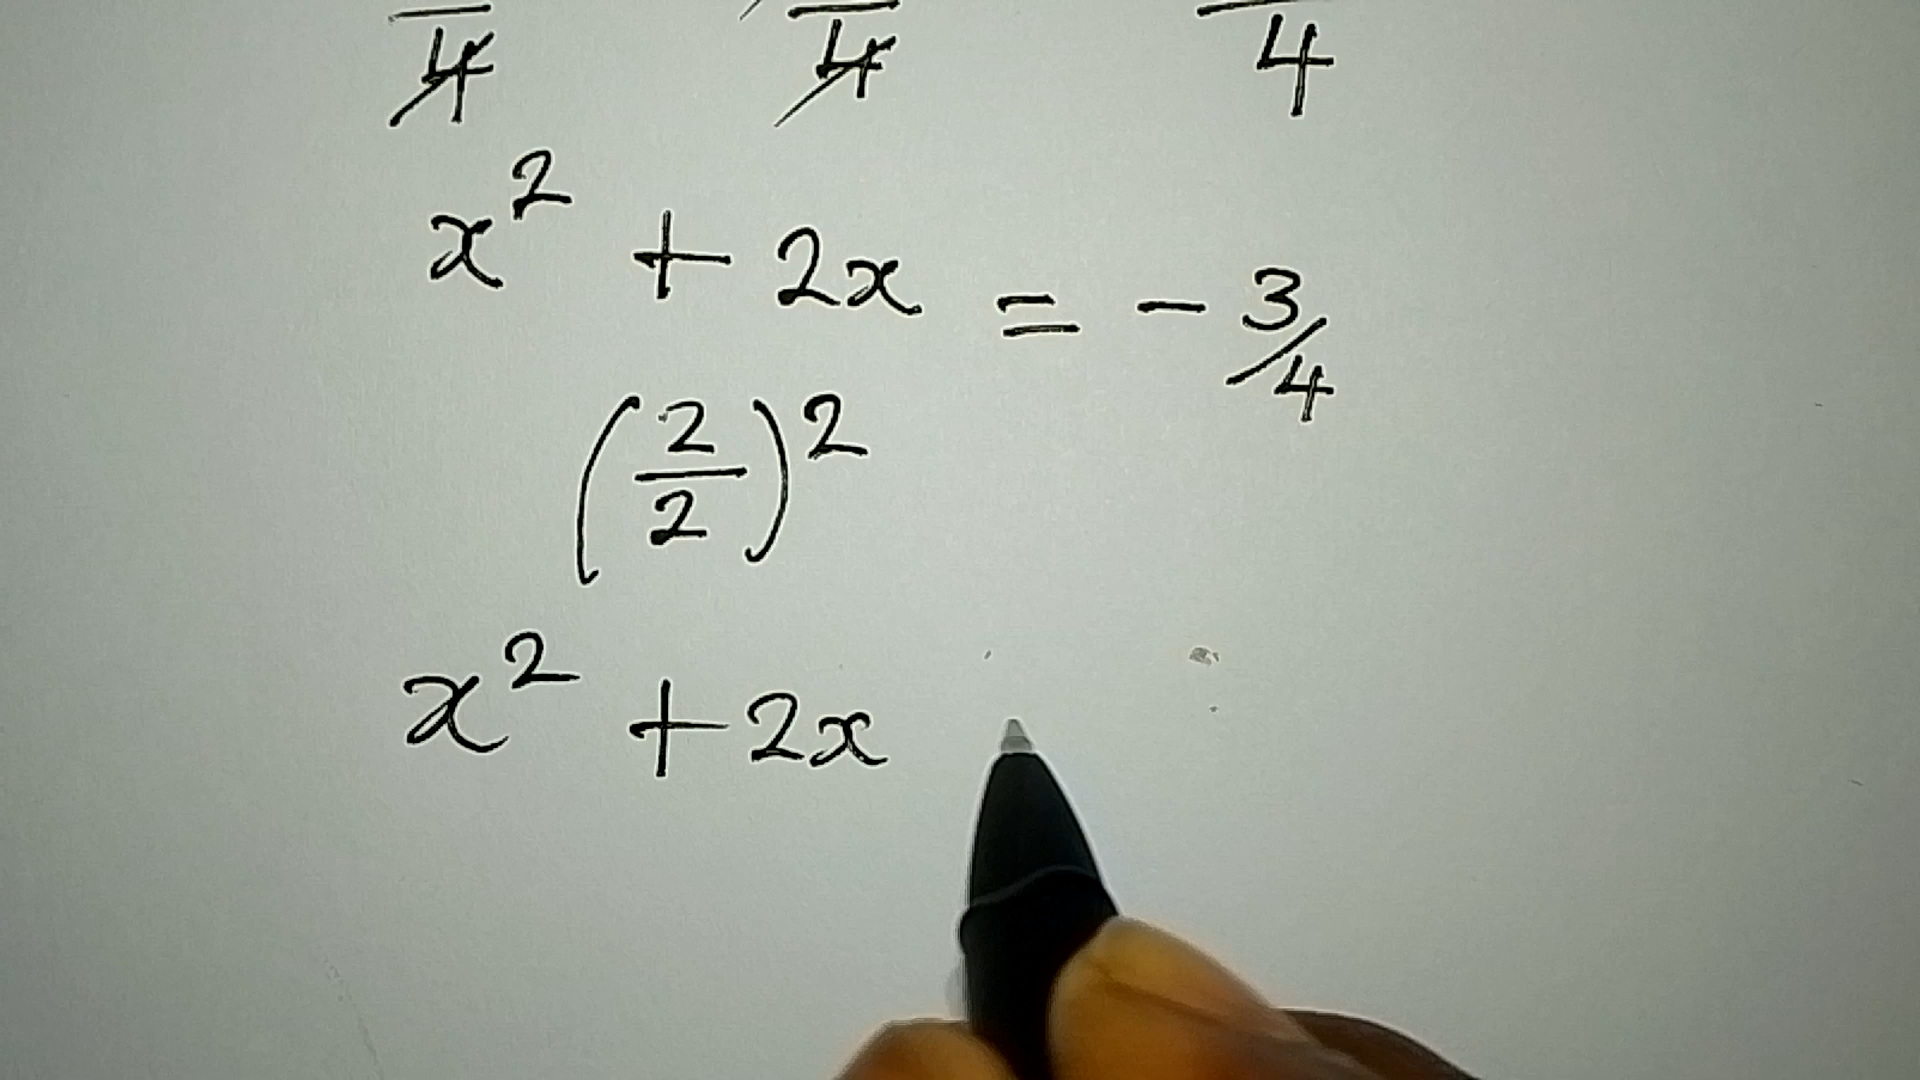 4 4 4
x² + 2x = - 3/4
(2/2)²
x² + 2x